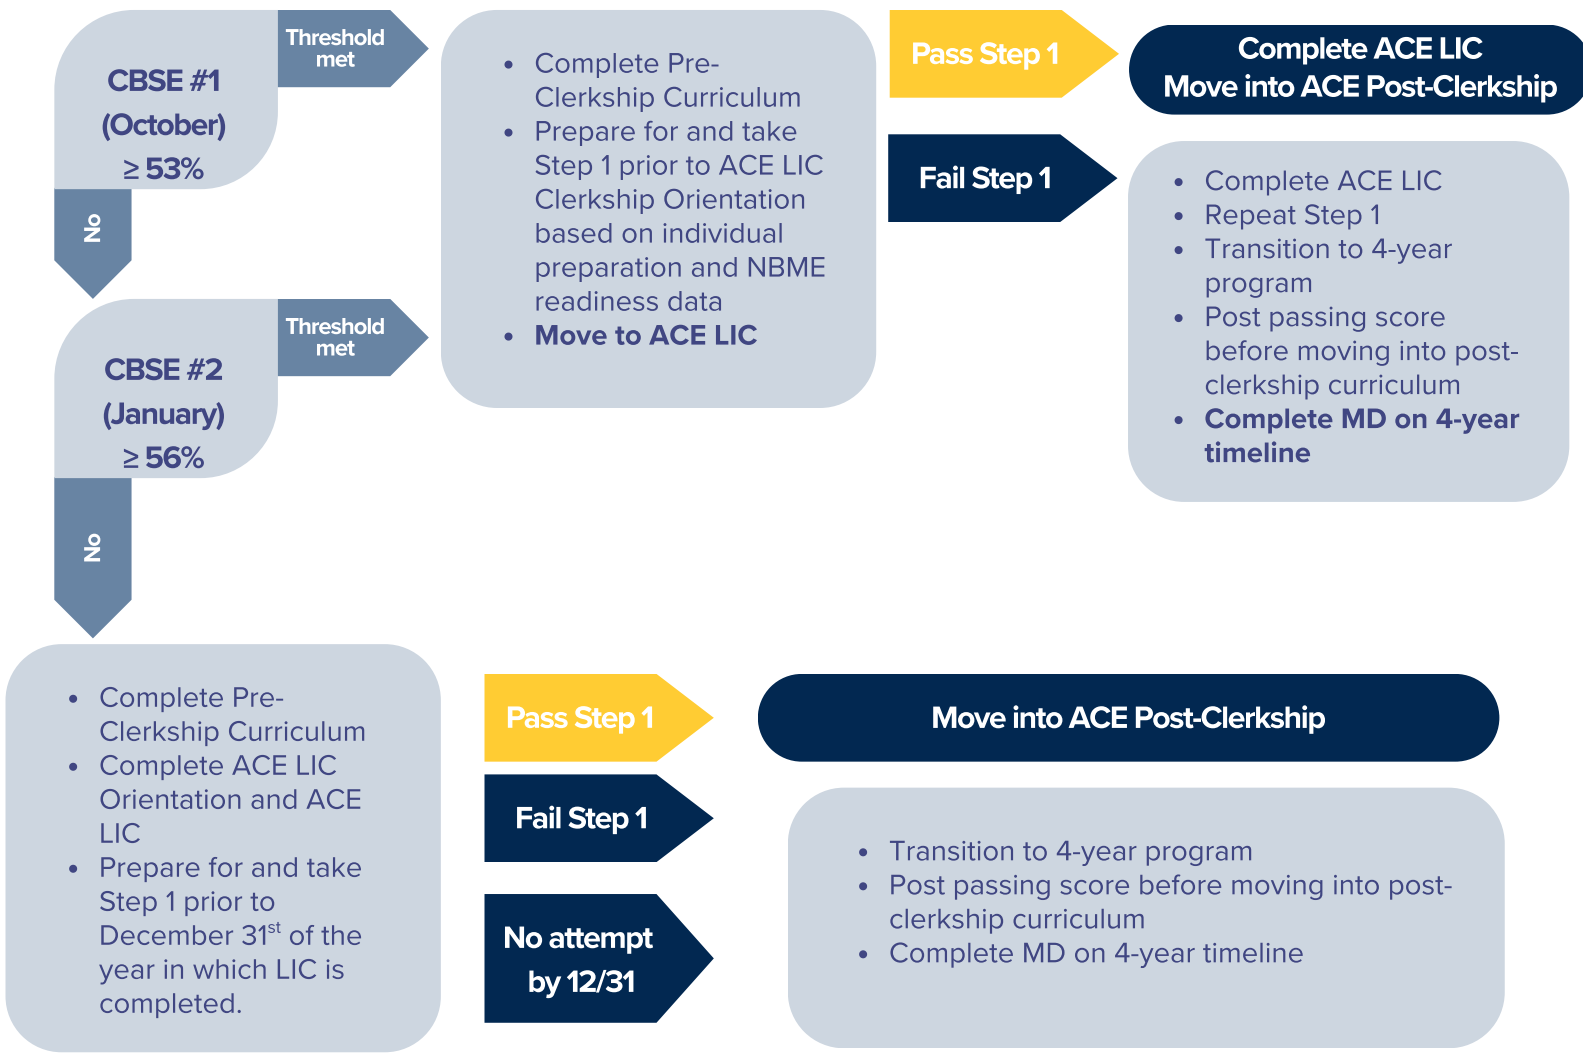 CBSE #1
(October)
≥ 53%
Threshold
met
No
CBSE #2
(January)
≥ 56%
Threshold
met
No
• Complete Pre-
Clerkship Curriculum
• Prepare for and take
Step 1 prior to ACE LIC
Clerkship Orientation
based on individual
preparation and NBME
readiness data
• Move to ACE LIC
Pass Step 1
Complete ACE LIC
Move into ACE Post-Clerkship
Fail Step 1
• Complete ACE LIC
• Repeat Step 1
• Transition to 4-year
program
• Post passing score
before moving into post-
clerkship curriculum
• Complete MD on 4-year
timeline
• Complete Pre-
Clerkship Curriculum
• Complete ACE LIC
Orientation and ACE
LIC
• Prepare for and take
Step 1 prior to
December 31st of the
year in which LIC is
completed.
Pass Step 1
Move into ACE Post-Clerkship
Fail Step 1
No attempt
by 12/31
• Transition to 4-year program
• Post passing score before moving into post-
clerkship curriculum
• Complete MD on 4-year timeline